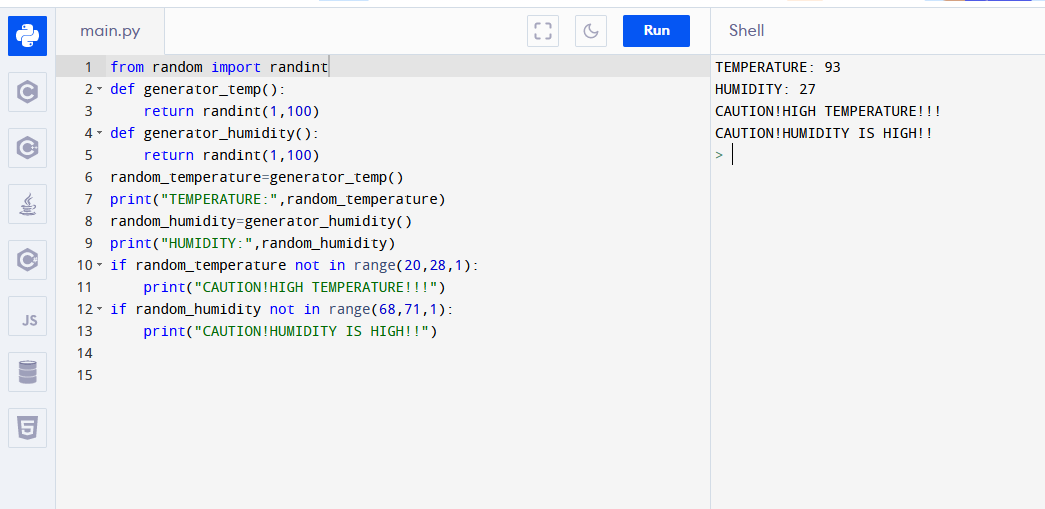 main.py
Run
Shell
1 from random import randint
2 def generator_temp():
3     return randint(1,100)
4 def generator_humidity():
5     return randint(1,100)
6 random_temperature=generator_temp()
7 print("TEMPERATURE:",random_temperature)
8 random_humidity=generator_humidity()
9 print("HUMIDITY:",random_humidity)
10 if random_temperature not in range(20,28,1):
11     print("CAUTION!HIGH TEMPERATURE!!!")
12 if random_humidity not in range(68,71,1):
13     print("CAUTION!HUMIDITY IS HIGH!!")
14
15
TEMPERATURE: 93
HUMIDITY: 27
CAUTION!HIGH TEMPERATURE!!!
CAUTION!HUMIDITY IS HIGH!!
>
C
C
C
JS
5